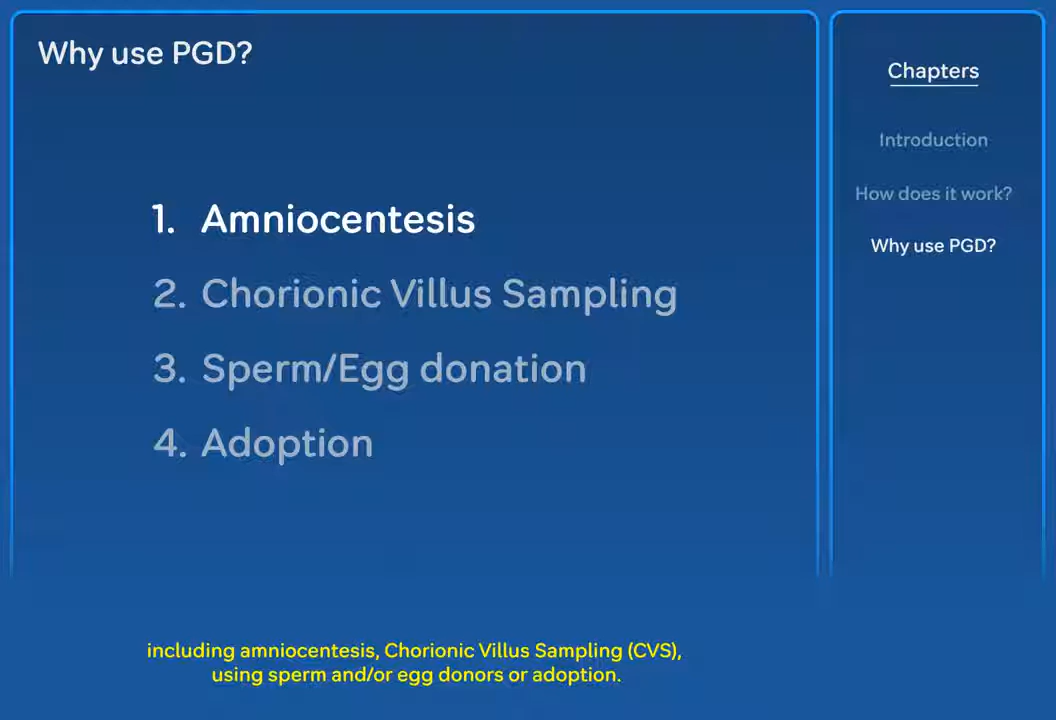 Why use PGD?
1. Amniocentesis
2. Chorionic Villus Sampling
3. Sperm/Egg donation
4. Adoption
Chapters
Introduction
How does it work?
Why use PGD?
including amniocentesis, Chorionic Villus Sampling (CVS),
using sperm and/or egg donors or adoption.